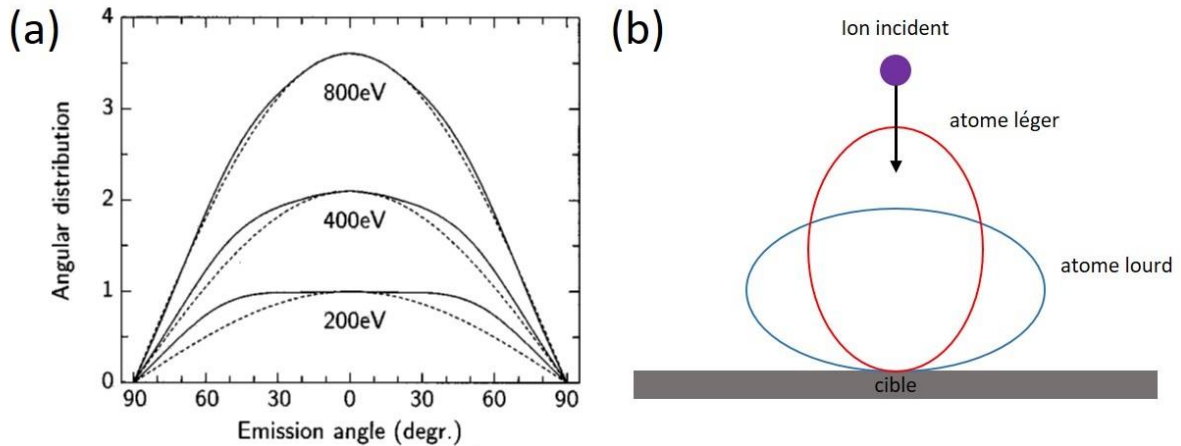 (a)
4
3
2
1
0
Angular distribution
800eV
400eV
200eV
90
60
30
0
30
60
90
Emission angle (degr.)
(b)
Ion incident
atome léger
atome lourd
cible